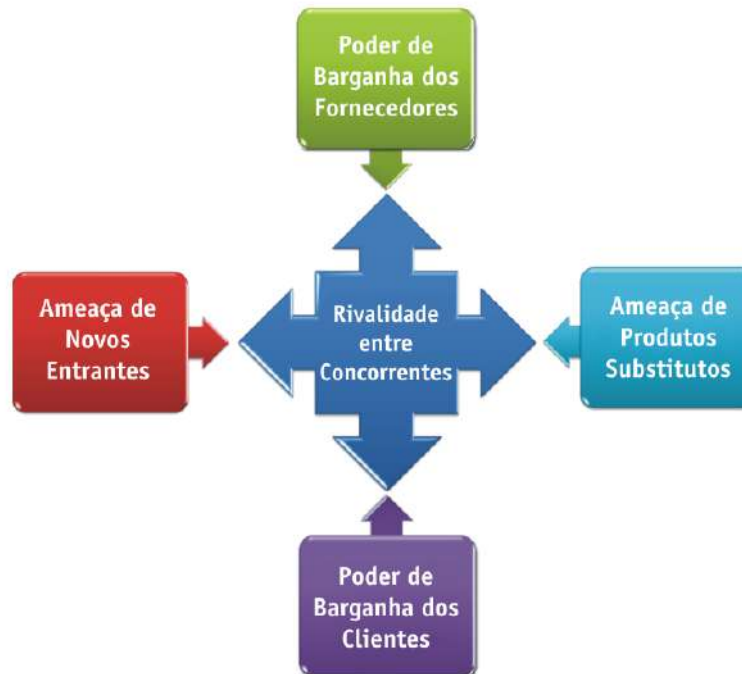 Poder de
Barganha dos
Fornecedores
Ameaça de
Novos
Entrantes
Rivalidade
entre
Concorrentes
Ameaça de
Produtos
Substitutos
Poder de
Barganha dos
Clientes